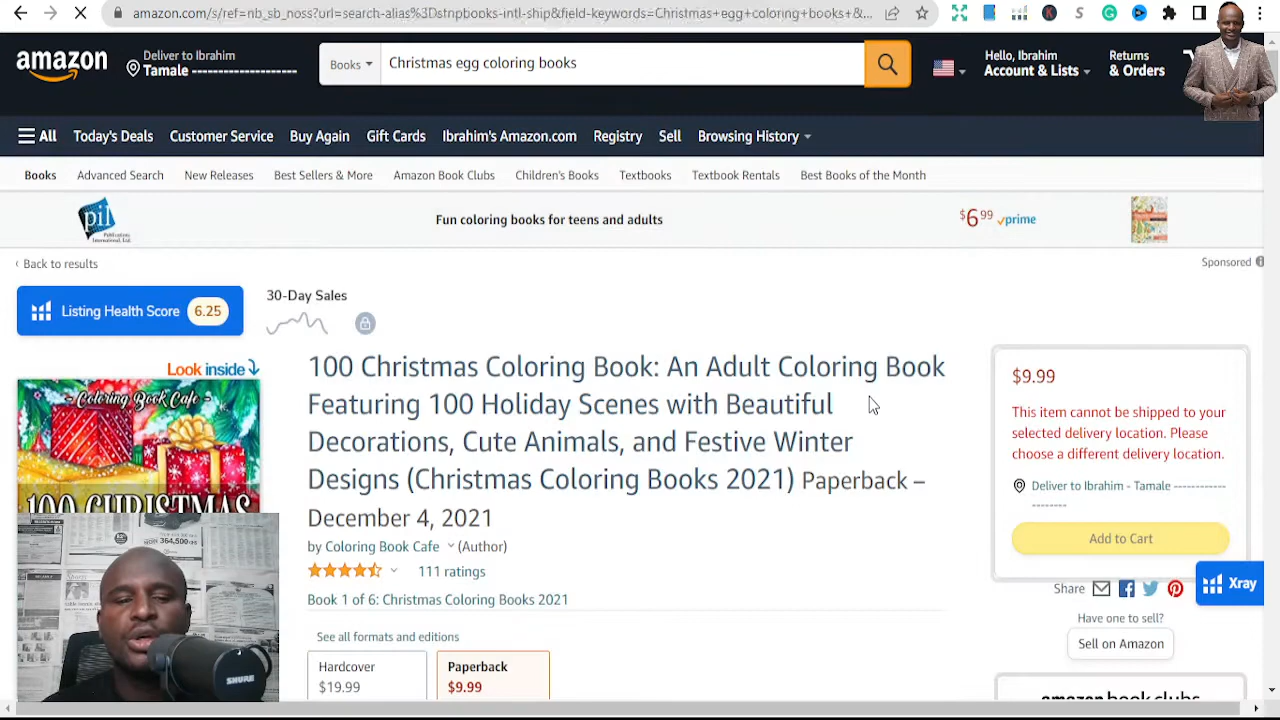 amazon.com/s/ref=nb_sb_noss?url=search-alias%3Dstripbooks-intl-ship&field-keywords=Christmas+egg+coloring+books+&...
amazon
Deliver to Ibrahim
Tamale --------------------
Books
Christmas egg coloring books
Hello, Ibrahim
Account & Lists
Returns
& Orders
All
Today's Deals
Customer Service
Buy Again
Gift Cards
Ibrahim's Amazon.com
Registry
Sell
Browsing History
Books
Advanced Search
New Releases
Best Sellers & More
Amazon Book Clubs
Children's Books
Textbooks
Textbook Rentals
Best Books of the Month
pil
Publications International, Ltd.
Fun coloring books for teens and adults
$6.99 prime
‹ Back to results
Sponsored
Listing Health Score 6.25
30-Day Sales
Look inside
- Coloring Book Cafe -
100 CHRISTMAS
100 Christmas Coloring Book: An Adult Coloring Book
Featuring 100 Holiday Scenes with Beautiful
Decorations, Cute Animals, and Festive Winter
Designs (Christmas Coloring Books 2021) Paperback –
December 4, 2021
by Coloring Book Cafe (Author)
111 ratings
Book 1 of 6: Christmas Coloring Books 2021
See all formats and editions
Hardcover
$19.99
Paperback
$9.99
$9.99
This item cannot be shipped to your
selected delivery location. Please
choose a different delivery location.
Deliver to Ibrahim - Tamale ------------
--------
Add to Cart
Xray
Share
Have one to sell?
Sell on Amazon
amazon book clubs
SHURE